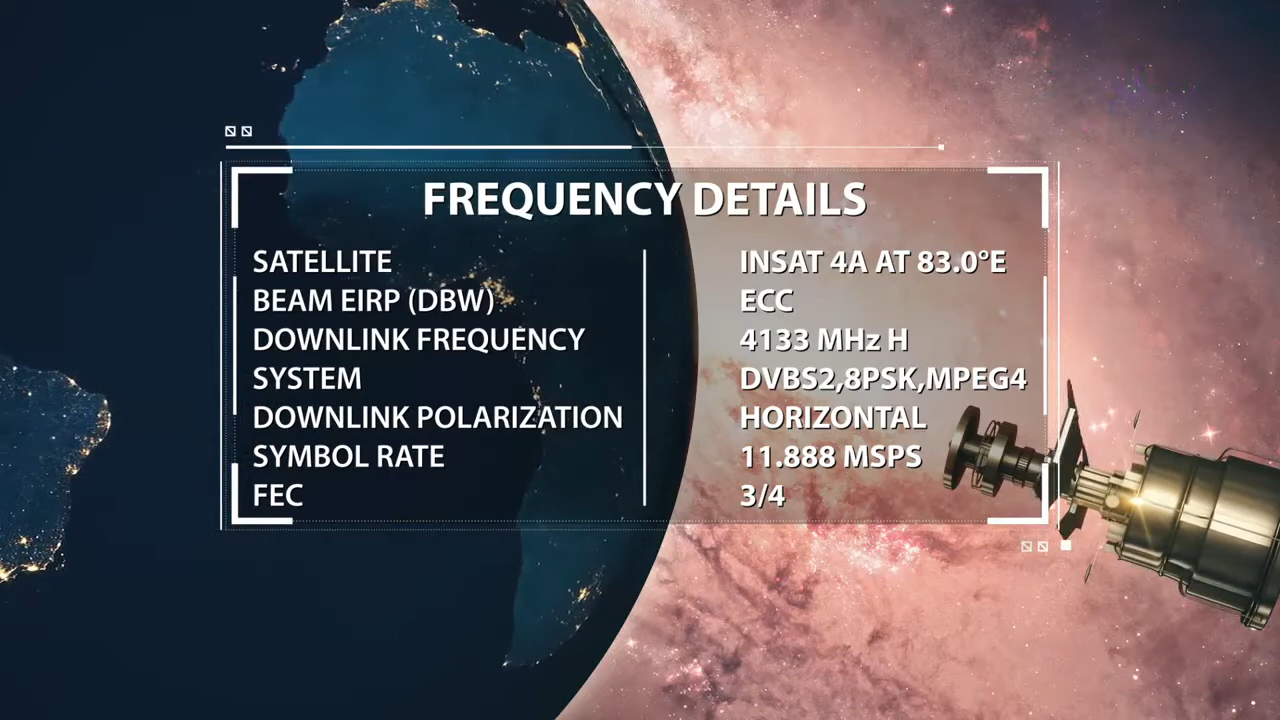 FREQUENCY DETAILS
SATELLITE INSAT 4A AT 83.0°E
BEAM EIRP (DBW) ECC
DOWNLINK FREQUENCY 4133 MHz H
SYSTEM DVBS2,8PSK,MPEG4
DOWNLINK POLARIZATION HORIZONTAL
SYMBOL RATE 11.888 MSPS
FEC 3/4